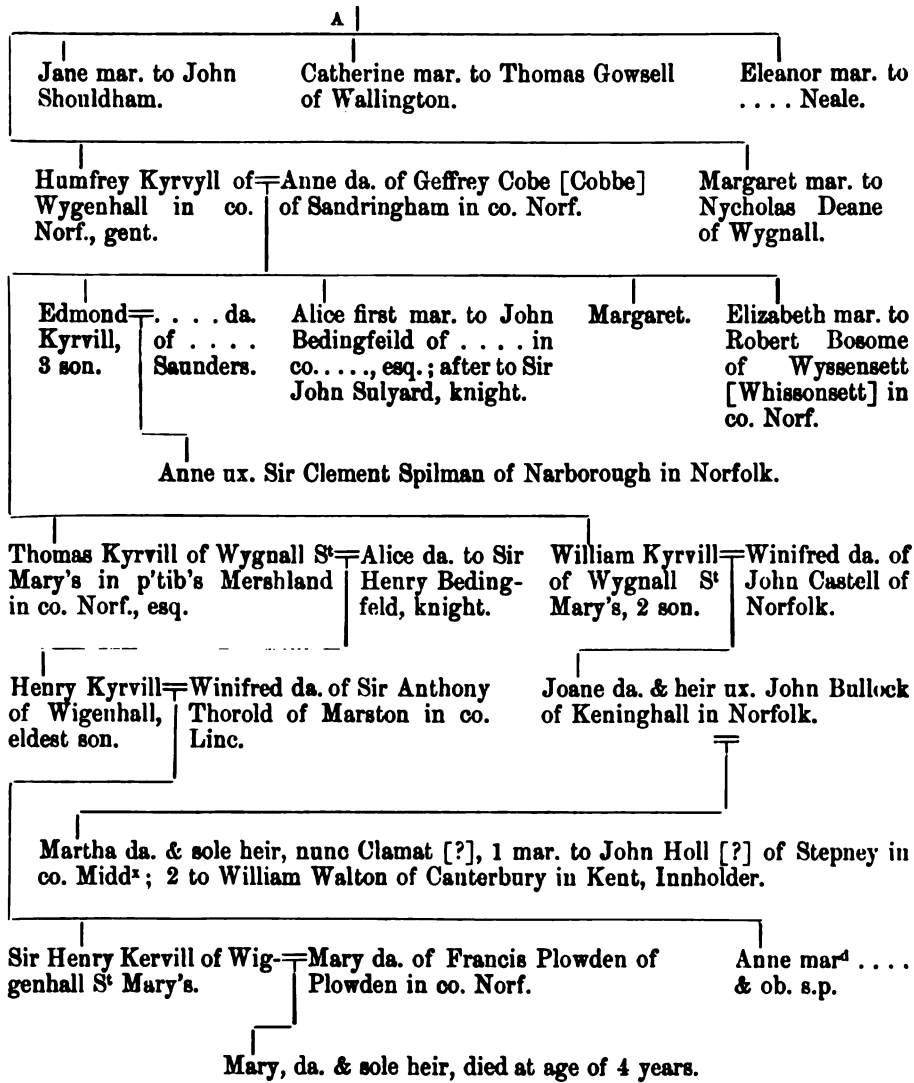 A
Jane mar. to John
Shouldham.
Catherine mar. to Thomas Gowsell
of Wallington.
Eleanor mar. to
. . . . Neale.
Humfrey Kyrvyll of
Wygenhall in co.
Norf., gent.
Anne da. of Geffrey Cobe [Cobbe]
of Sandringham in co. Norf.
Margaret mar. to
Nycholas Deane
of Wygnall.
Edmond
Kyrvill,
3 son.
. . . . da.
of . . . .
Saunders.
Alice first mar. to John
Bedingfeild of . . . . in
co....., esq.; after to Sir
John Sulyard, knight.
Margaret.
Elizabeth mar. to
Robert Bosome
of Wyssensett
[Whissonsett] in
co. Norf.
Anne ux. Sir Clement Spilman of Narborough in Norfolk.
Thomas Kyrvill of Wygnall Sᵗ
Mary's in p'tib's Mershland
in co. Norf., esq.
Alice da. to Sir
Henry Beding-
feld, knight.
William Kyrvill
of Wygnall Sᵗ
Mary's, 2 son.
Winifred da. of
John Castell of
Norfolk.
Henry Kyrvill
of Wigenhall,
eldest son.
Winifred da. of Sir Anthony
Thorold of Marston in co.
Linc.
Joane da. & heir ux. John Bullock
of Keninghall in Norfolk.
Martha da. & sole heir, nunc Clamat [?], 1 mar. to John Holl [?] of Stepney in
co. Middˣ; 2 to William Walton of Canterbury in Kent, Innholder.
Sir Henry Kervill of Wig-
genhall Sᵗ Mary's.
Mary da. of Francis Plowden of
Plowden in co. Norf.
Anne marᵈ . . . .
& ob. s.p.
Mary, da. & sole heir, died at age of 4 years.